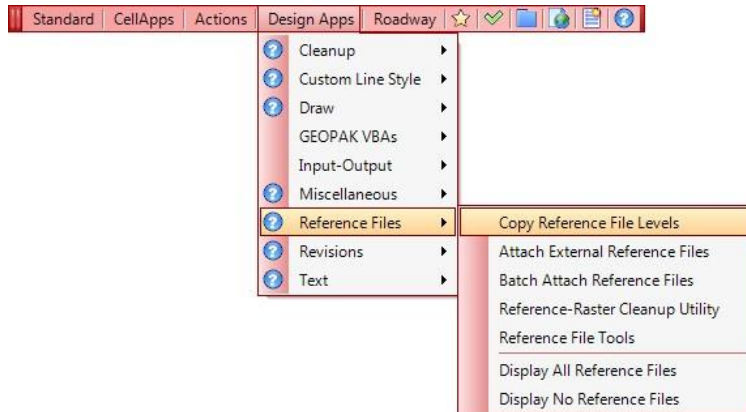 Standard CellApps Actions Design Apps Roadway
Cleanup
Custom Line Style
Draw
GEOPAK VBAs
Input-Output
Miscellaneous
Reference Files
Revisions
Text
Copy Reference File Levels
Attach External Reference Files
Batch Attach Reference Files
Reference-Raster Cleanup Utility
Reference File Tools
Display All Reference Files
Display No Reference Files